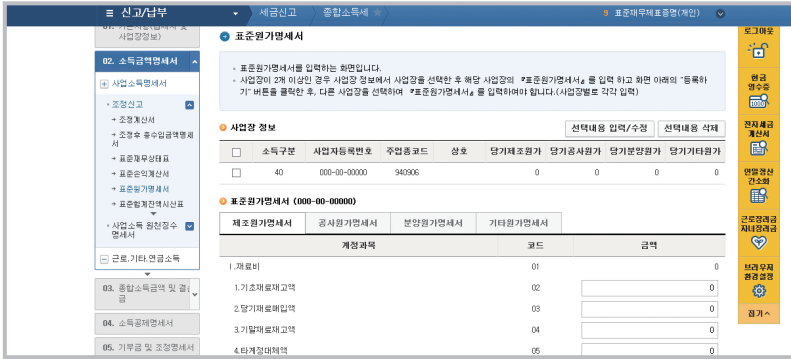 ≡ 신고/납부
세금신고
종합소득세
9 표준재무제표증명(개인)
사업장정보)
02. 소득금액명세서
사업소득명세서
조정신고
조정계산서
조정후 총수입금액명세
서
표준재무상태표
표준손익계산서
표준원가명세서
표준합계잔액시산표
사업소득 원천징수
명세서
근로.기타.연금소득
03. 종합소득금액 및 결손
금
04. 소득공제명세서
05. 기부금 및 조정명세서
표준원가명세서
- 표준원가명세서를 입력하는 화면입니다.
- 사업장이 2개 이상인 경우 사업장 정보에서 사업장을 선택한 후 해당 사업장의 『표준원가명세서』를 입력 하고 화면 아래의 "등록하
기" 버튼을 클릭한 후, 다른 사업장을 선택하여 『표준원가명세서』를 입력하여야 합니다.(사업장별로 각각 입력)
사업장 정보
선택내용 입력/수정 선택내용 삭제
소득구분 사업자등록번호 주업종코드 상호 당기제조원가 당기공사원가 당기분양원가 당기기타원가
40 000-00-00000 940906 0 0 0 0
표준원가명세서 (000-00-00000)
제조원가명세서 공사원가명세서 분양원가명세서 기타원가명세서
계정과목 코드 금액
Ⅰ.재료비 01 0
1.기초재료재고액 02 0
2.당기재료매입액 03 0
3.기말재료재고액 04 0
4.타계정대체액 05 0
로그아웃
현금
영수증
전자세금
계산서
연말정산
간소화
근로장려금
자녀장려금
브라우저
환경설정
접기^